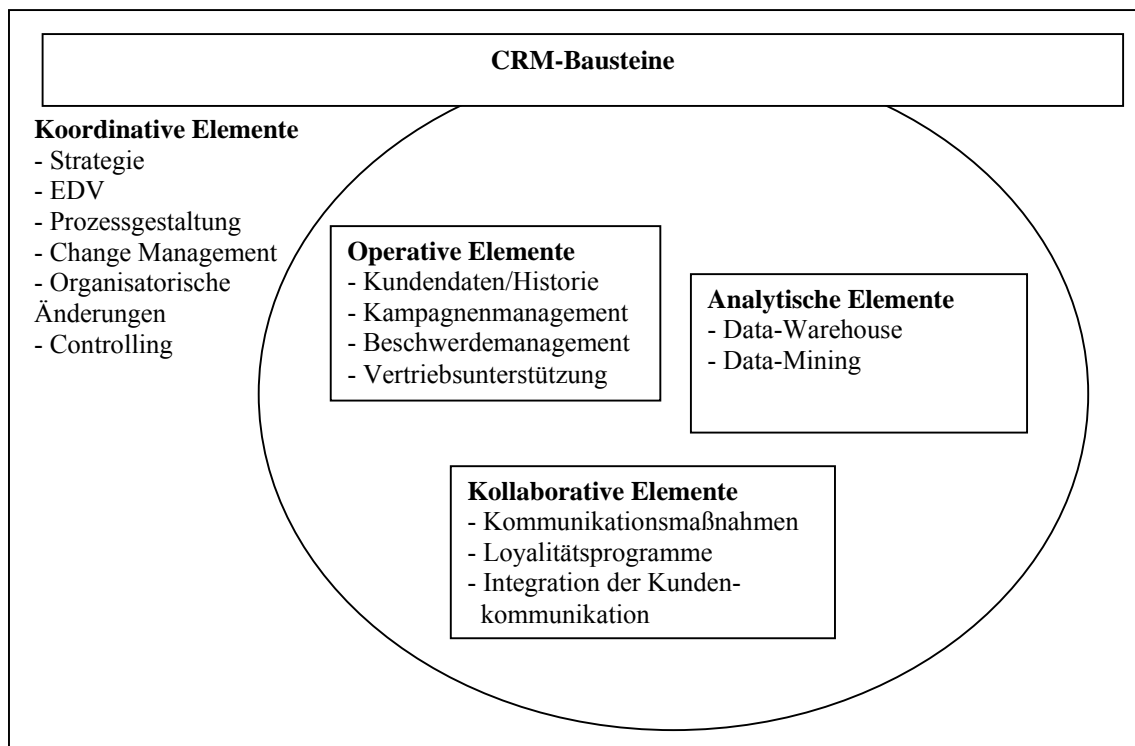 CRM-Bausteine
Koordinative Elemente
- Strategie
- EDV
- Prozessgestaltung
- Change Management
- Organisatorische
Änderungen
- Controlling
Operative Elemente
- Kundendaten/Historie
- Kampagnenmanagement
- Beschwerdemanagement
- Vertriebsunterstützung
Analytische Elemente
- Data-Warehouse
- Data-Mining
Kollaborative Elemente
- Kommunikationsmaßnahmen
- Loyalitätsprogramme
- Integration der Kunden-
kommunikation